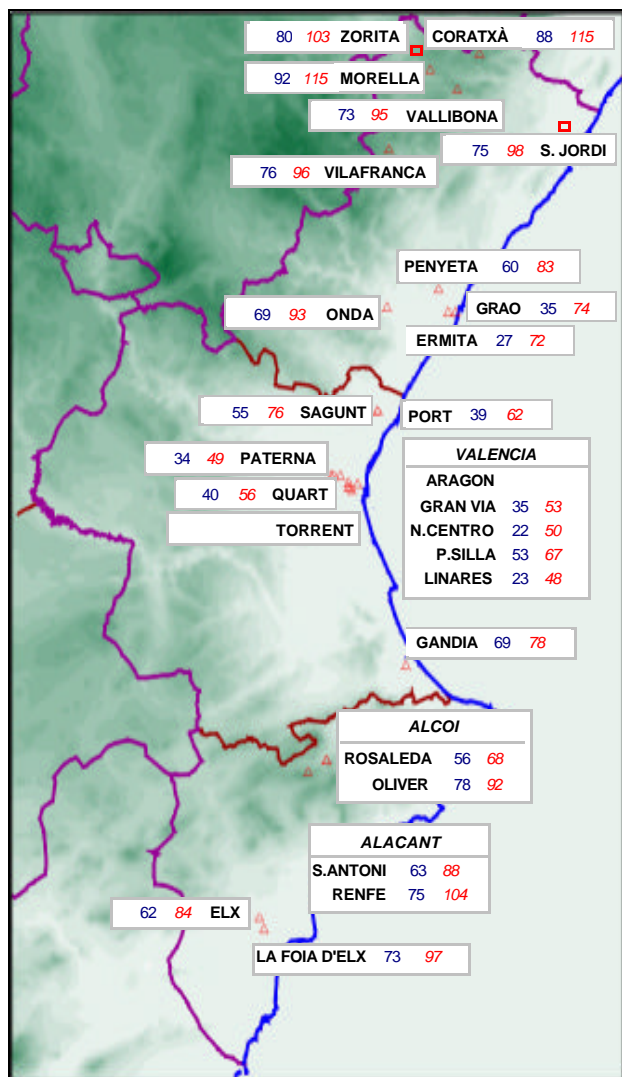 80 103 ZORITA
CORATXÀ 88 115
92 115 MORELLA
73 95 VALLIBONA
75 98 S. JORDI
76 96 VILAFRANCA
PENYETA 60 83
69 93 ONDA
GRAO 35 74
ERMITA 27 72
55 76 SAGUNT
PORT 39 62
34 49 PATERNA
40 56 QUART
TORRENT
VALENCIA
ARAGON
GRAN VIA 35 53
N.CENTRO 22 50
P.SILLA 53 67
LINARES 23 48
GANDIA 69 78
ALCOI
ROSALEDA 56 68
OLIVER 78 92
ALACANT
S.ANTONI 63 88
RENFE 75 104
62 84 ELX
LA FOIA D'ELX 73 97